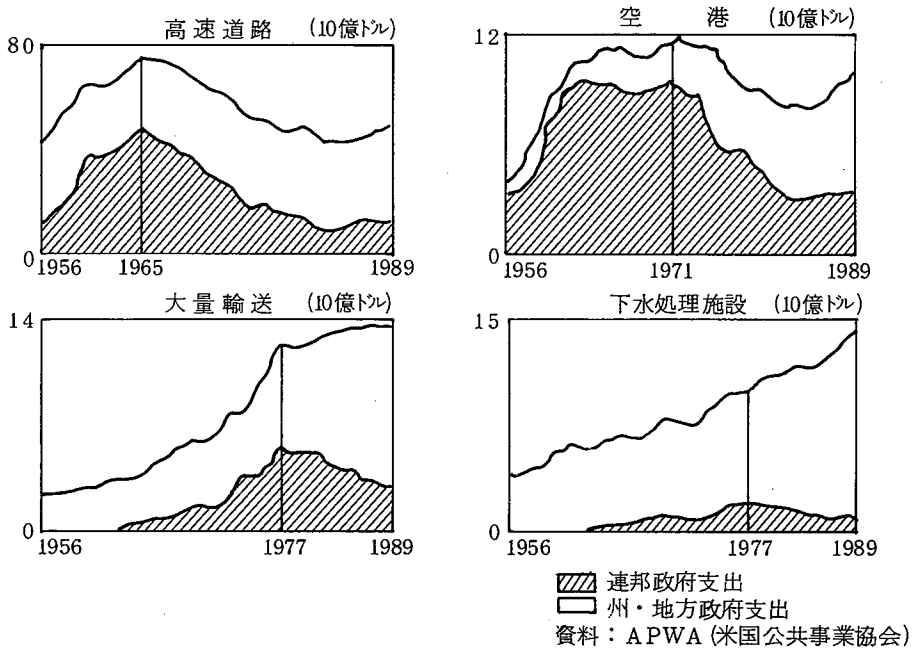 高速道路 (10億ドル)
80
0
1956 1965 1989
空港 (10億ドル)
12
0
1956 1971 1989
大量輸送 (10億ドル)
14
0
1956 1977 1989
下水処理施設 (10億ドル)
15
0
1956 1977 1989
連邦政府支出
州・地方政府支出
資料：APWA(米国公共事業協会)